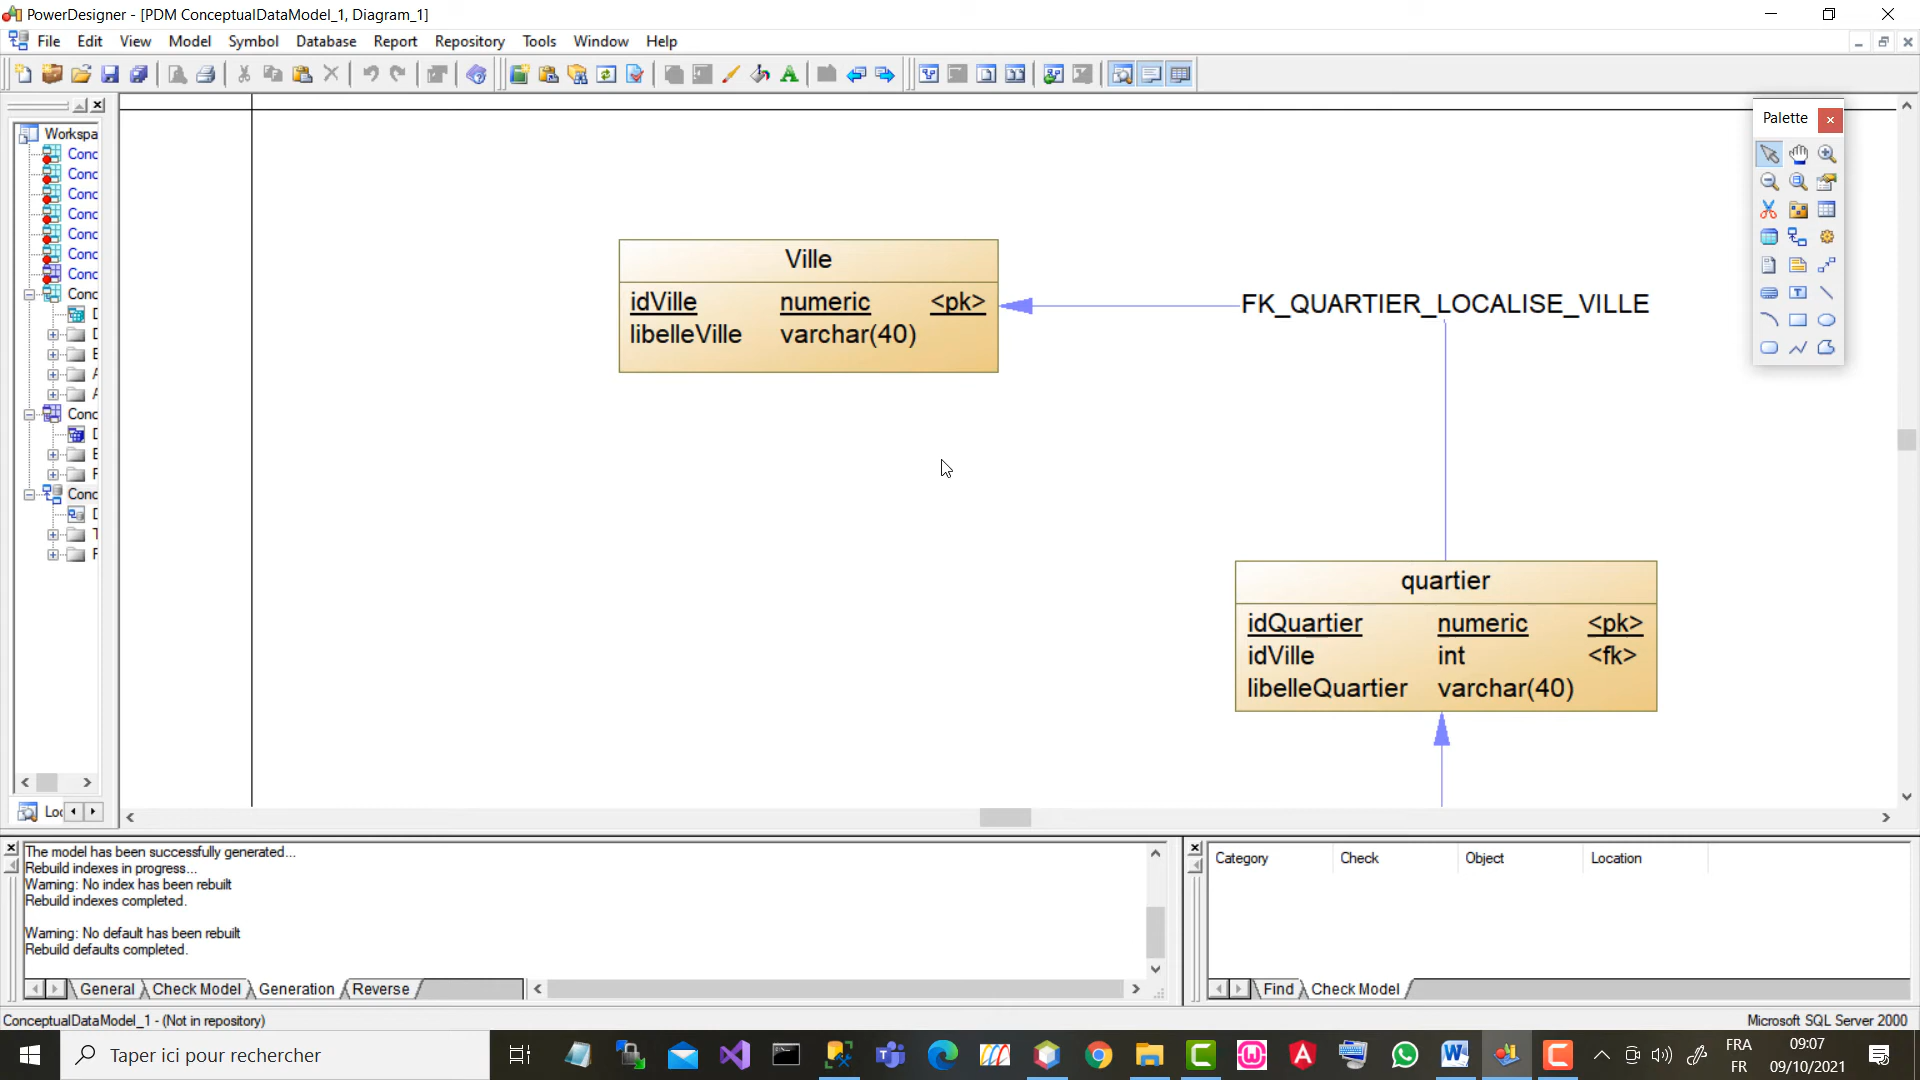 PowerDesigner - [PDM ConceptualDataModel_1, Diagram_1]
File Edit View Model Symbol Database Report Repository Tools Window Help
Palette
Workspa
Conc
Conc
Conc
Conc
Conc
Conc
Conc
Conc
D
D
E
A
A
Conc
D
E
F
Conc
D
T
F
Loc
Ville
idVille numeric <pk>
libelleVille varchar(40)
FK_QUARTIER_LOCALISE_VILLE
quartier
idQuartier numeric <pk>
idVille int <fk>
libelleQuartier varchar(40)
The model has been successfully generated...
Rebuild indexes in progress...
Warning: No index has been rebuilt
Rebuild indexes completed.
Warning: No default has been rebuilt
Rebuild defaults completed.
General Check Model Generation Reverse
Category Check Object Location
Find Check Model
ConceptualDataModel_1 - (Not in repository)
Microsoft SQL Server 2000
Taper ici pour rechercher
FRA
FR
09:07
09/10/2021